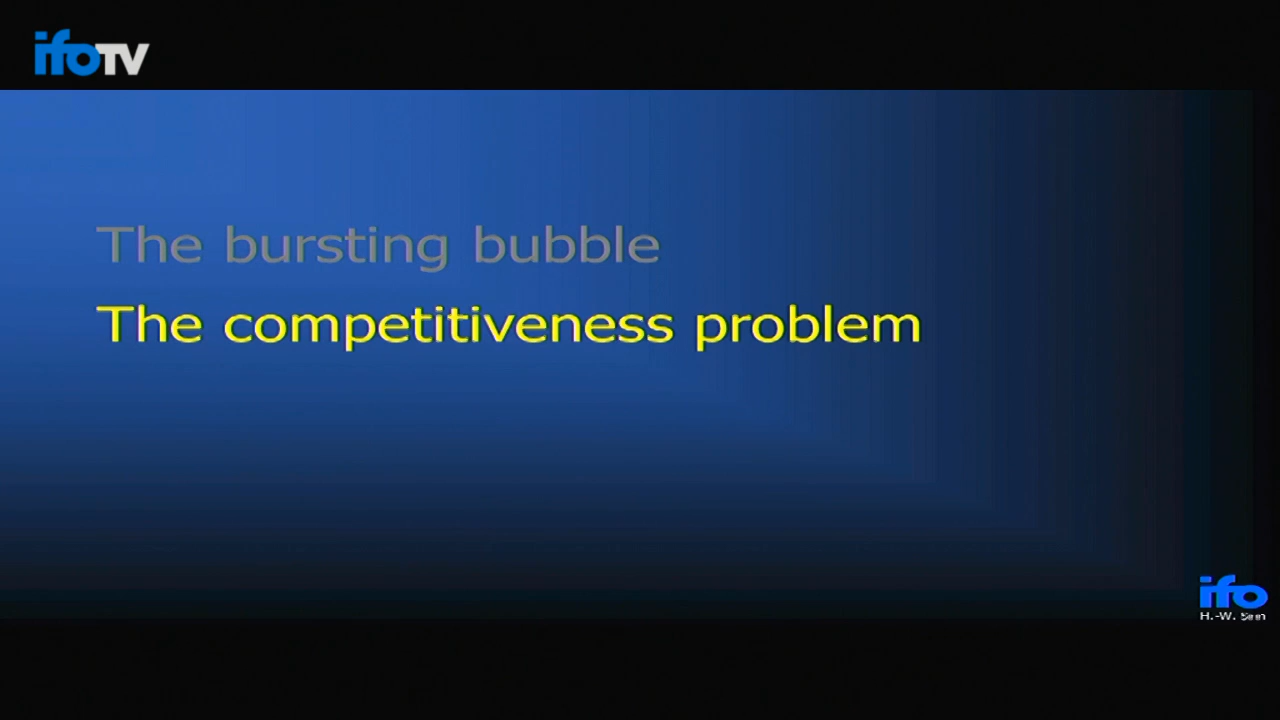 ifoTV
The bursting bubble
The competitiveness problem
ifo
H.-W. Sinn